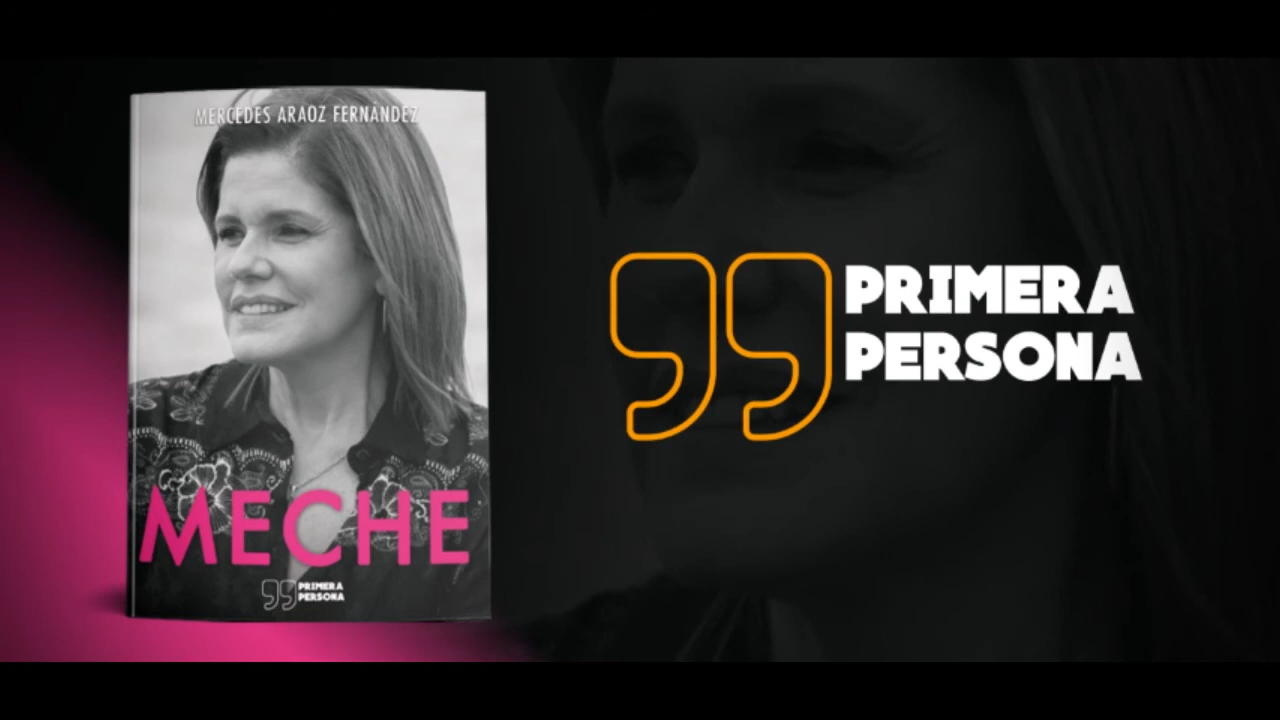 MERCEDES ARAOZ FERNÁNDEZ
MECHE
PRIMERA
PERSONA
PRIMERA
PERSONA